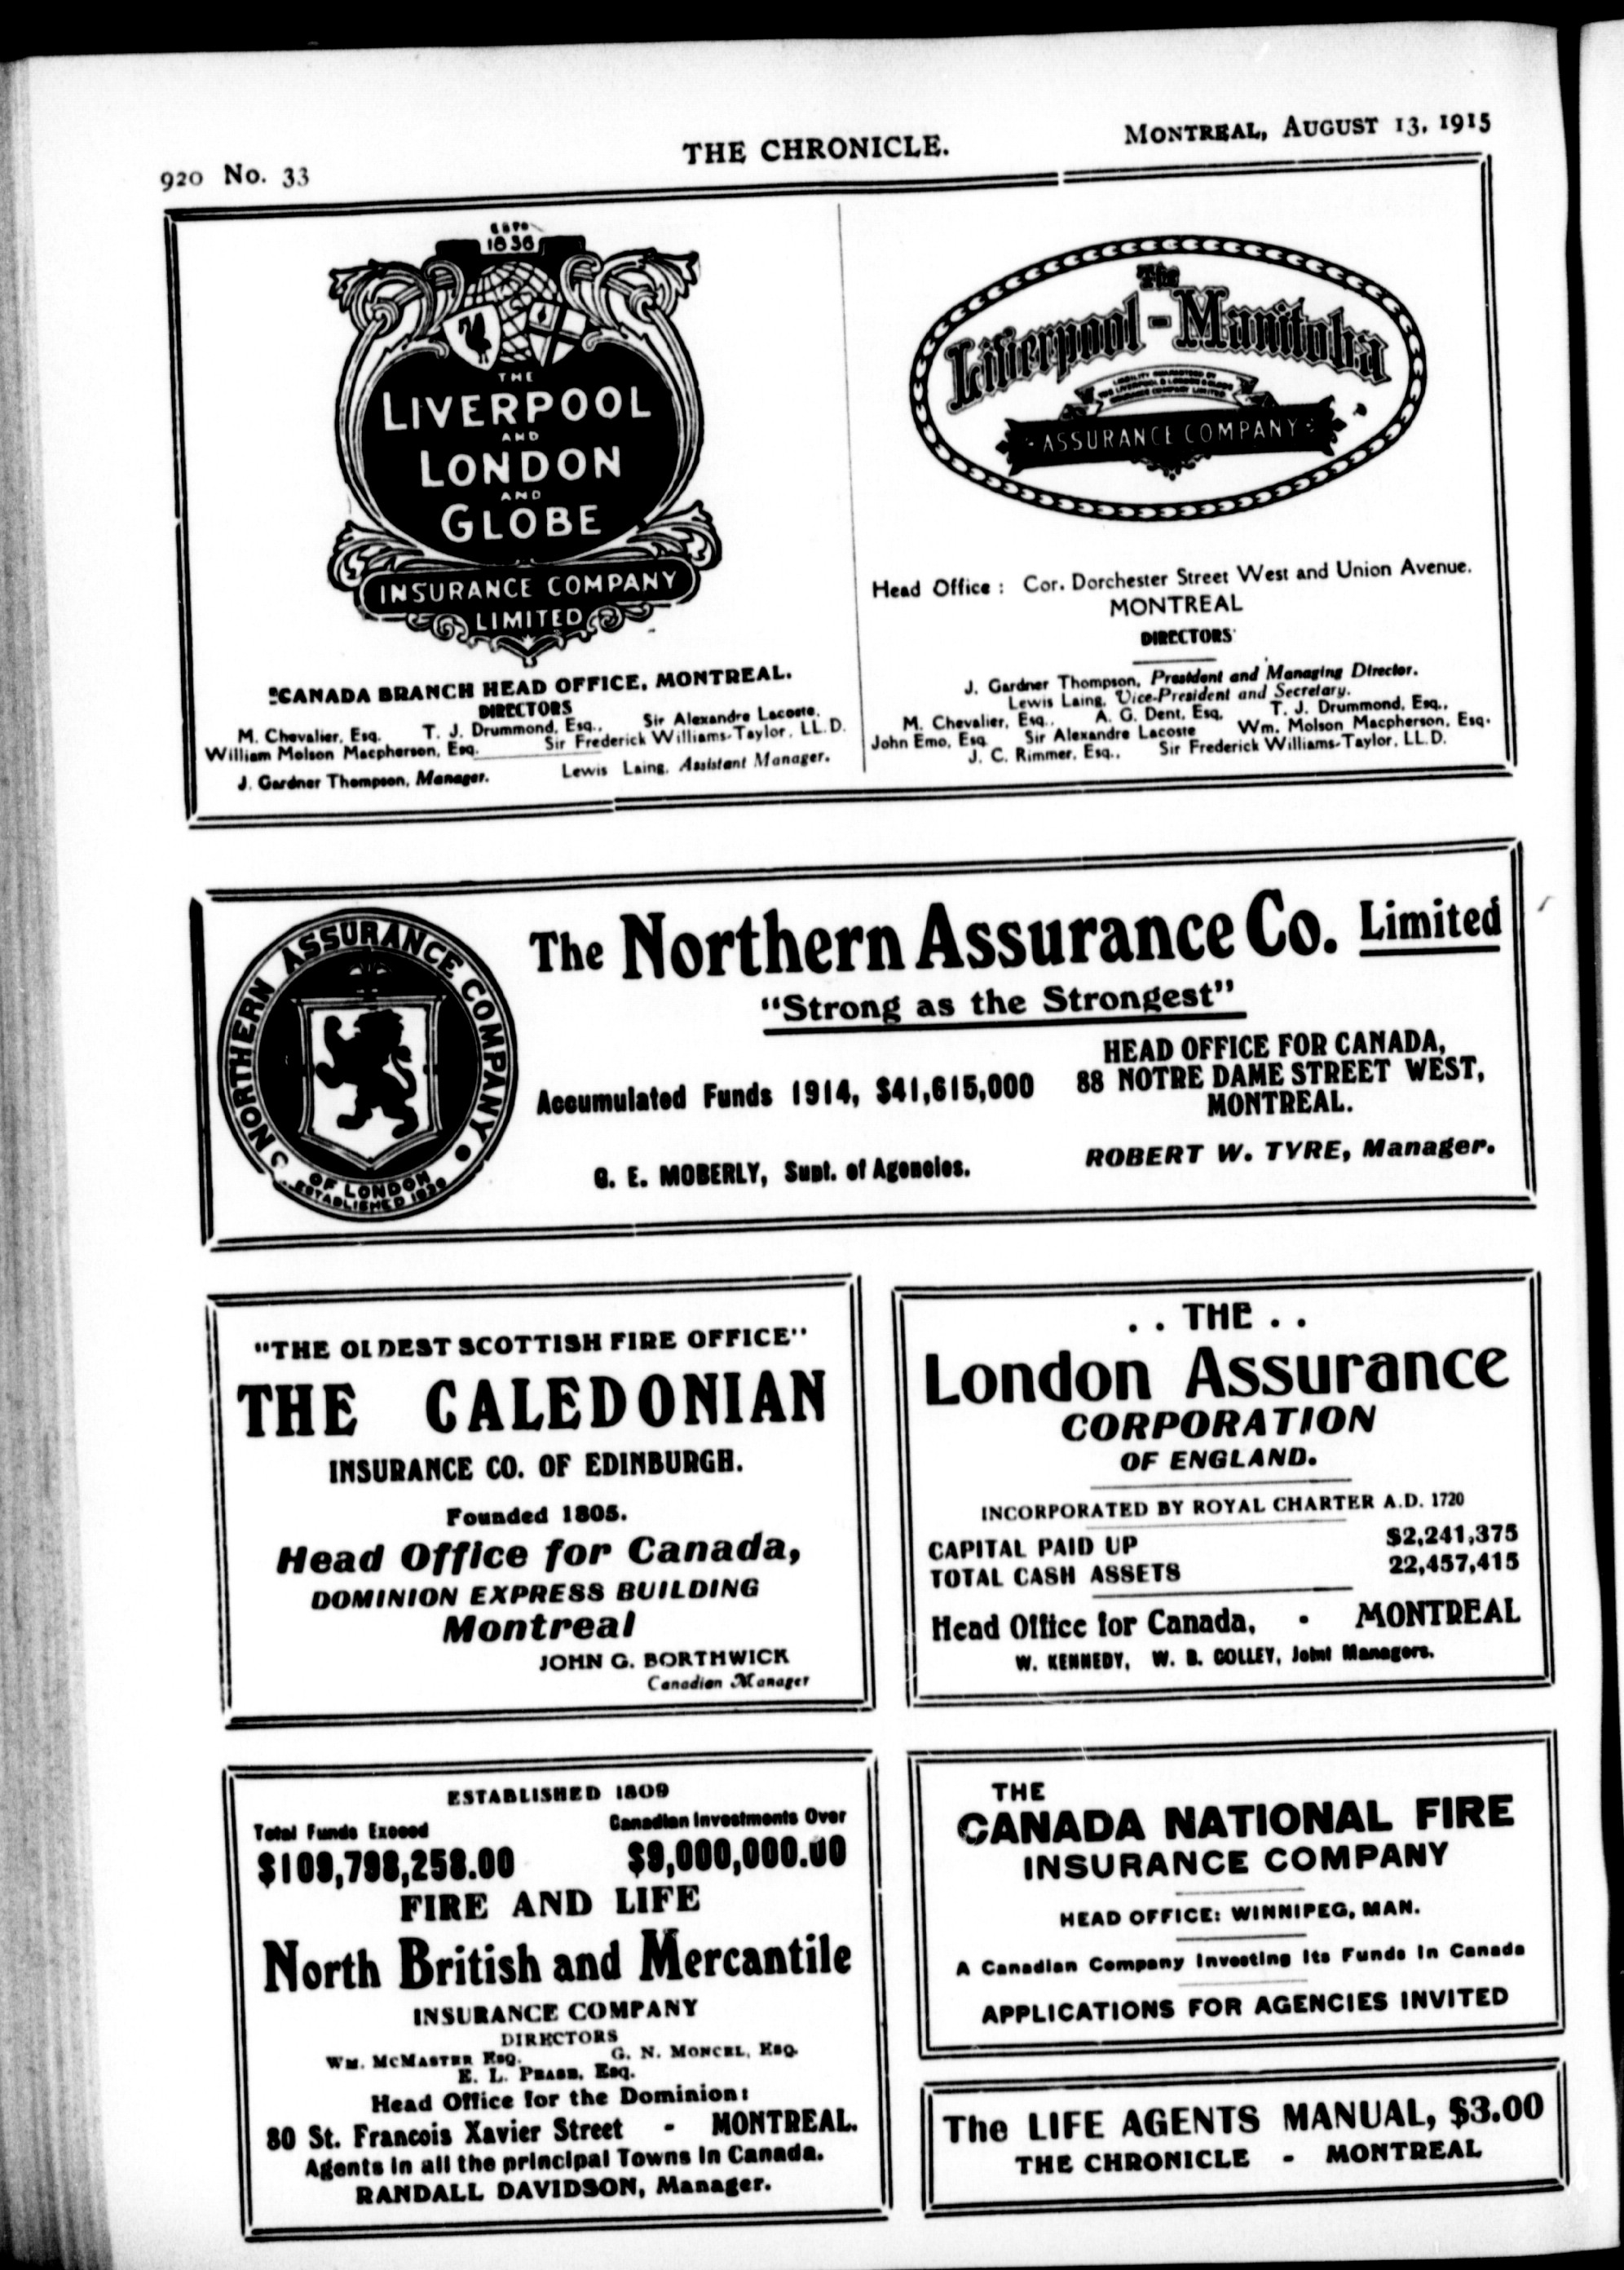 920 No. 33
THE CHRONICLE.
MONTREAL, AUGUST 13, 1915
ESTD
1836
THE
LIVERPOOL
AND
LONDON
AND
GLOBE
INSURANCE COMPANY
LIMITED
CANADA BRANCH HEAD OFFICE, MONTREAL.
DIRECTORS
M. Chevalier, Esq. T. J. Drummond, Esq., Sir Alexandre Lacoste.
William Molson Macpherson, Esq. Sir Frederick Williams-Taylor, LL.D.
J. Gardner Thompson, Manager. Lewis Laing, Assistant Manager.
The
Liverpool-Manitoba
LIABILITY GUARANTEED BY
THE LIVERPOOL & LONDON & GLOBE
INSURANCE COMPANY LIMITED
ASSURANCE COMPANY
Head Office : Cor. Dorchester Street West and Union Avenue.
MONTREAL
DIRECTORS
J. Gardner Thompson, President and Managing Director.
Lewis Laing, Vice-President and Secretary.
M. Chevalier, Esq., A. G. Dent, Esq. T. J. Drummond, Esq.,
John Emo, Esq. Sir Alexandre Lacoste Wm. Molson Macpherson, Esq.
J. C. Rimmer, Esq., Sir Frederick Williams-Taylor, LL.D.
NORTHERN ASSURANCE COMPANY
OF LONDON
ESTABLISHED 1836
The Northern Assurance Co. Limited
"Strong as the Strongest"
Accumulated Funds 1914, $41,615,000
HEAD OFFICE FOR CANADA,
88 NOTRE DAME STREET WEST,
MONTREAL.
G. E. MOBERLY, Supt. of Agencies.
ROBERT W. TYRE, Manager.
"THE OLDEST SCOTTISH FIRE OFFICE"
THE CALEDONIAN
INSURANCE CO. OF EDINBURGH.
Founded 1805.
Head Office for Canada,
DOMINION EXPRESS BUILDING
Montreal
JOHN G. BORTHWICK
Canadian Manager
. . THE . .
London Assurance
CORPORATION
OF ENGLAND.
INCORPORATED BY ROYAL CHARTER A.D. 1720
CAPITAL PAID UP $2,241,375
TOTAL CASH ASSETS 22,457,415
Head Office for Canada, - MONTREAL
W. KENNEDY, W. B. COLLEY, Joint Managers.
ESTABLISHED 1809
Total Funds Exceed Canadian Investments Over
$109,798,258.00 $9,000,000.00
FIRE AND LIFE
North British and Mercantile
INSURANCE COMPANY
DIRECTORS
WM. MCMASTER ESQ. G. N. MONCEL, ESQ.
E. L. PEASE, ESQ.
Head Office for the Dominion:
80 St. Francois Xavier Street - MONTREAL.
Agents in all the principal Towns in Canada.
RANDALL DAVIDSON, Manager.
THE
CANADA NATIONAL FIRE
INSURANCE COMPANY
HEAD OFFICE: WINNIPEG, MAN.
A Canadian Company Investing Its Funds in Canada
APPLICATIONS FOR AGENCIES INVITED
The LIFE AGENTS MANUAL, $3.00
THE CHRONICLE - MONTREAL